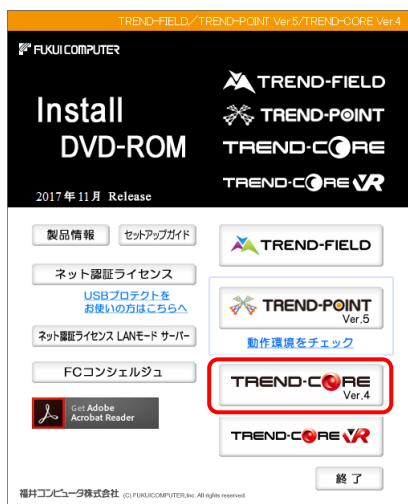 TREND-FIELD／TREND-POINT Ver.5/TREND-CORE Ver.4
FUKUI COMPUTER
Install
DVD-ROM
2017年11月 Release
TREND-FIELD
TREND-POINT
TREND-CORE
TREND-CORE VR
製品情報
セットアップガイド
ネット認証ライセンス
USBプロテクトを
お使いの方はこちらへ
ネット認証ライセンス LANモード サーバー
FCコンシェルジュ
Get Adobe
Acrobat Reader
TREND-FIELD
TREND-POINT
Ver.5
動作環境をチェック
TREND-CORE
Ver.4
TREND-CORE VR
終了
福井コンピュータ株式会社 (C) FUKUICOMPUTER,Inc. All rights reserved.